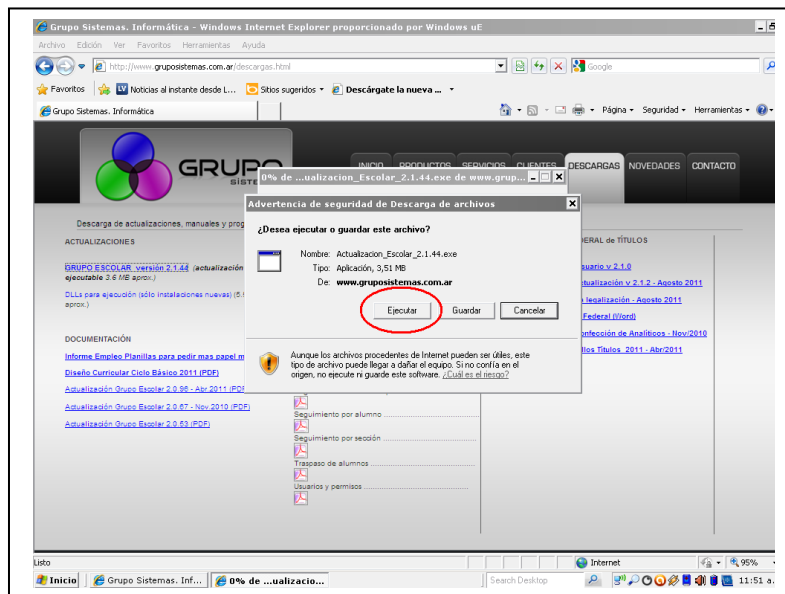 Grupo Sistemas. Informática - Windows Internet Explorer proporcionado por Windows uE
Archivo Edición Ver Favoritos Herramientas Ayuda
http://www.gruposistemas.com.ar/descargas.html
Google
Favoritos
Noticias al instante desde L...
Sitios sugeridos
Descárgate la nueva ...
Grupo Sistemas. Informática
Página Seguridad Herramientas
GRUPO
SISTE
INICIO PRODUCTOS SERVICIOS CLIENTES DESCARGAS NOVEDADES CONTACTO
0% de ...ualizacion_Escolar_2.1.44.exe de www.grup...
Advertencia de seguridad de Descarga de archivos
¿Desea ejecutar o guardar este archivo?
Nombre: Actualizacion_Escolar_2.1.44.exe
Tipo: Aplicación, 3,51 MB
De: www.gruposistemas.com.ar
Ejecutar Guardar Cancelar
Aunque los archivos procedentes de Internet pueden ser útiles, este
tipo de archivo puede llegar a dañar el equipo. Si no confía en el
origen, no ejecute ni guarde este software. ¿Cuál es el riesgo?
Descarga de actualizaciones, manuales y prog
ACTUALIZACIONES
GRUPO ESCOLAR versión 2.1.44 (actualización
ejecutable 3.6 MB aprox.)
DLLs para ejecución (sólo instalaciones nuevas) (5.
aprox.)
DOCUMENTACIÓN
Informe Empleo Planillas para pedir mas papel m
Diseño Curricular Ciclo Básico 2011 (PDF)
Actualización Grupo Escolar 2.0.96 - Abr.2011 (PDF
Actualización Grupo Escolar 2.0.67 - Nov.2010 (PDF)
Actualización Grupo Escolar 2.0.53 (PDF)
Seguimiento por alumno
Seguimiento por sección
Traspaso de alumnos
Usuarios y permisos
ERAL de TÍTULOS
suario v 2.1.0
tualización v 2.1.2 - Agosto 2011
legalización - Agosto 2011
Federal (Word)
onfección de Analíticos - Nov/2010
llos Títulos 2011 - Abr/2011
Listo
Internet
95%
Inicio
Grupo Sistemas. Inf...
0% de ...ualizacio...
Search Desktop
11:51 a.